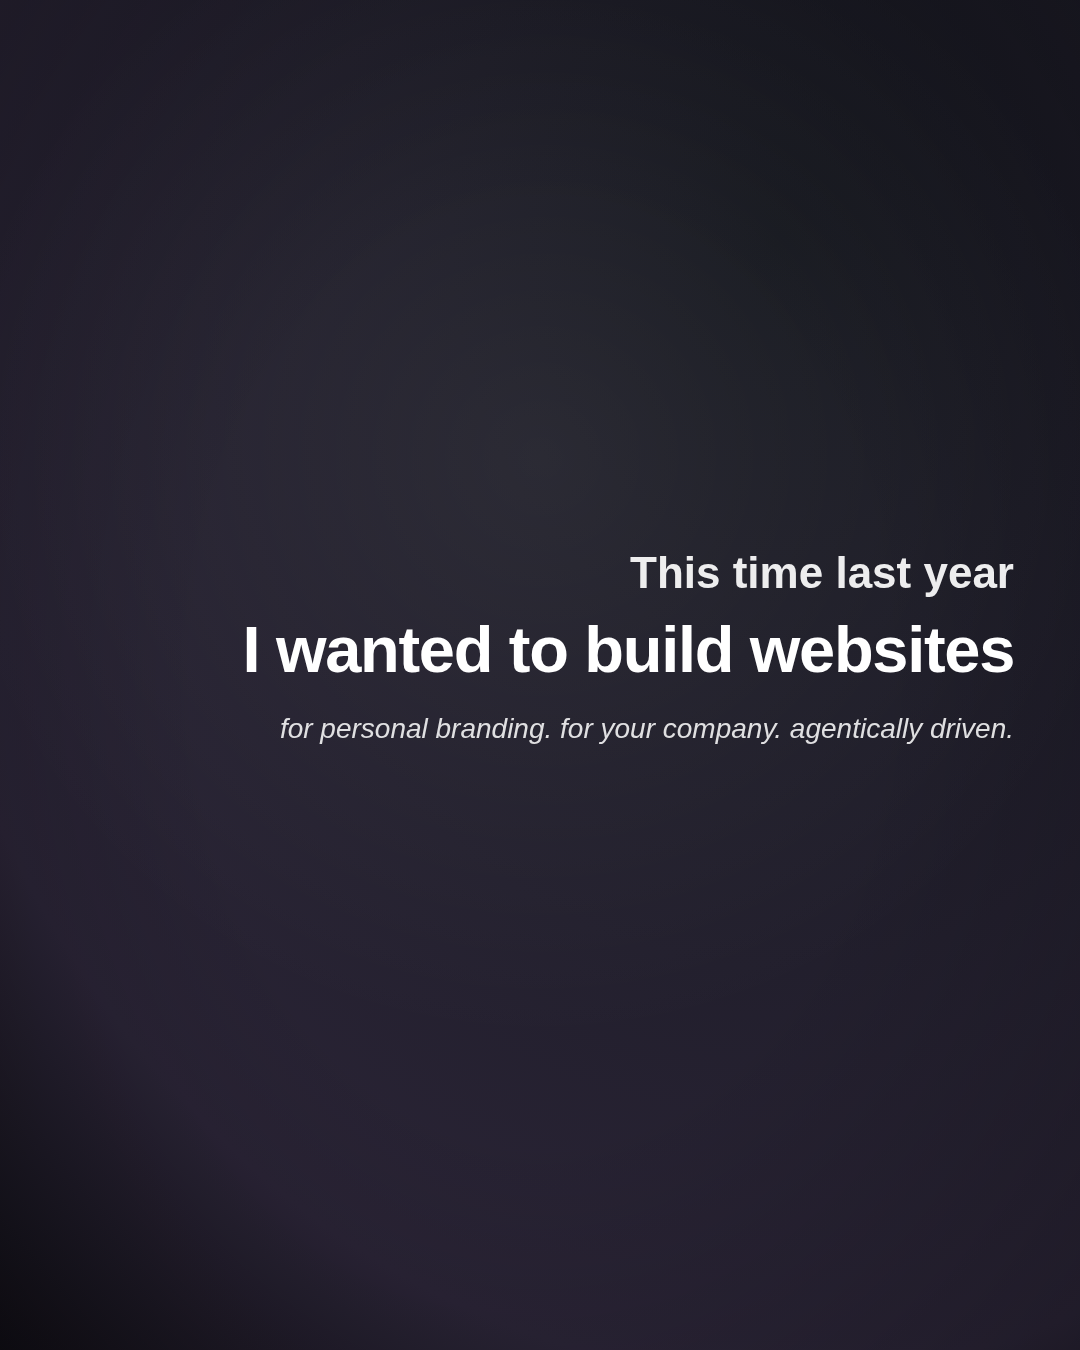 This time last year
I wanted to build websites
for personal branding. for your company. agentically driven.